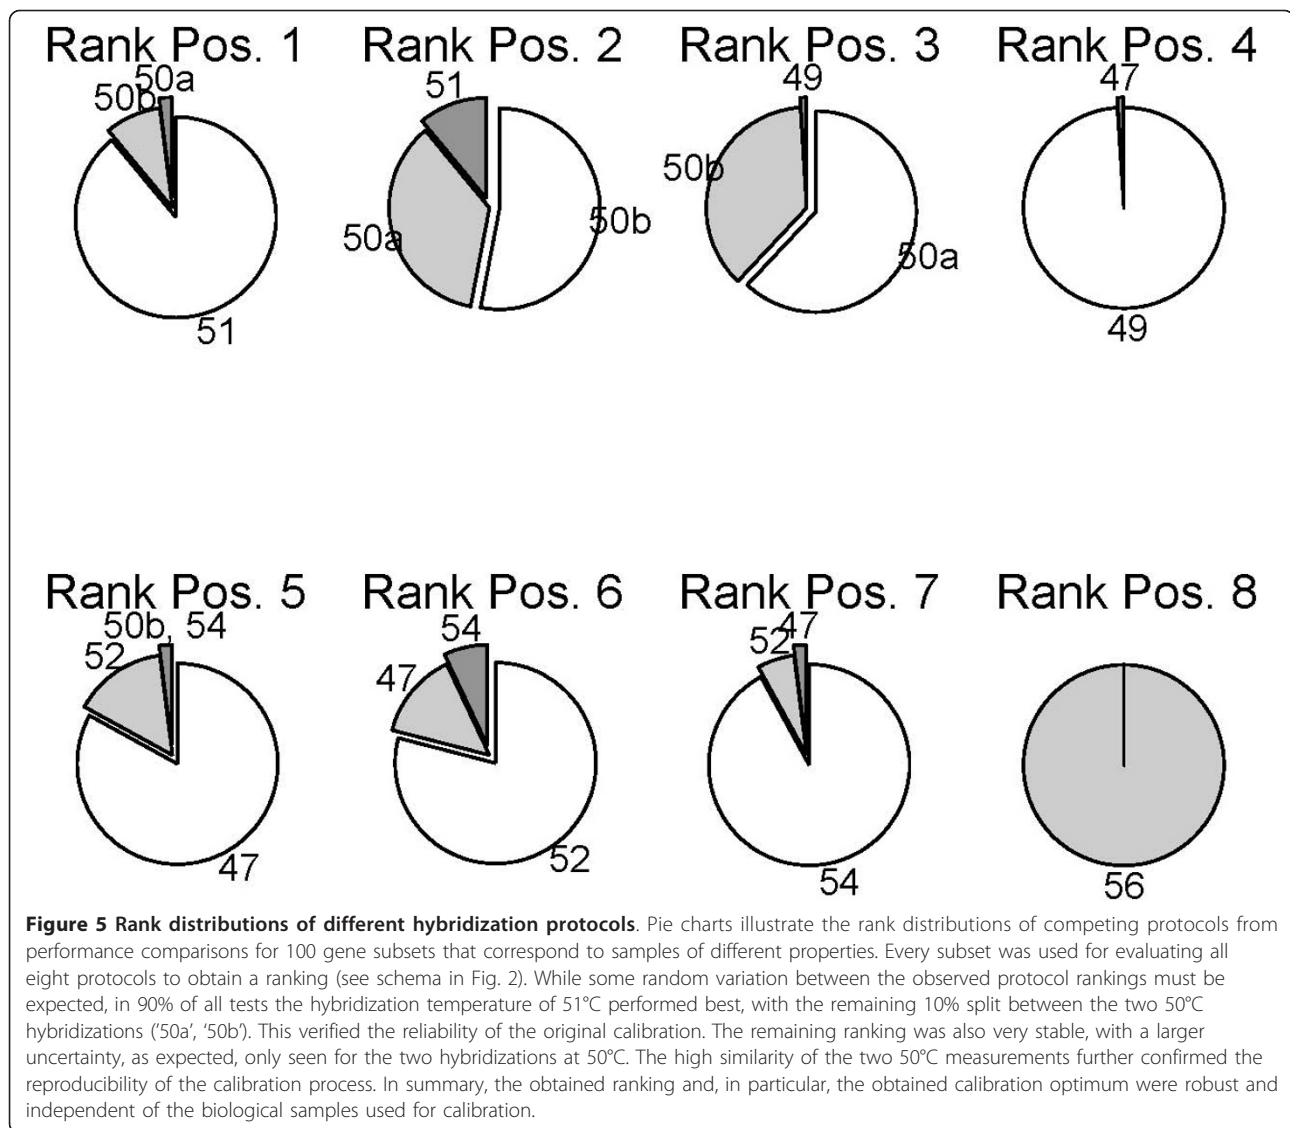 Rank Pos. 1 Rank Pos. 2 Rank Pos. 3 Rank Pos. 4
50a
50b
51
51
50a
50b
49
50b
50a
47
49
Rank Pos. 5 Rank Pos. 6 Rank Pos. 7 Rank Pos. 8
50b, 54
52
47
54
47
52
47
52
54
56
Figure 5 Rank distributions of different hybridization protocols. Pie charts illustrate the rank distributions of competing protocols from
performance comparisons for 100 gene subsets that correspond to samples of different properties. Every subset was used for evaluating all
eight protocols to obtain a ranking (see schema in Fig. 2). While some random variation between the observed protocol rankings must be
expected, in 90% of all tests the hybridization temperature of 51°C performed best, with the remaining 10% split between the two 50°C
hybridizations ('50a', '50b'). This verified the reliability of the original calibration. The remaining ranking was also very stable, with a larger
uncertainty, as expected, only seen for the two hybridizations at 50°C. The high similarity of the two 50°C measurements further confirmed the
reproducibility of the calibration process. In summary, the obtained ranking and, in particular, the obtained calibration optimum were robust and
independent of the biological samples used for calibration.